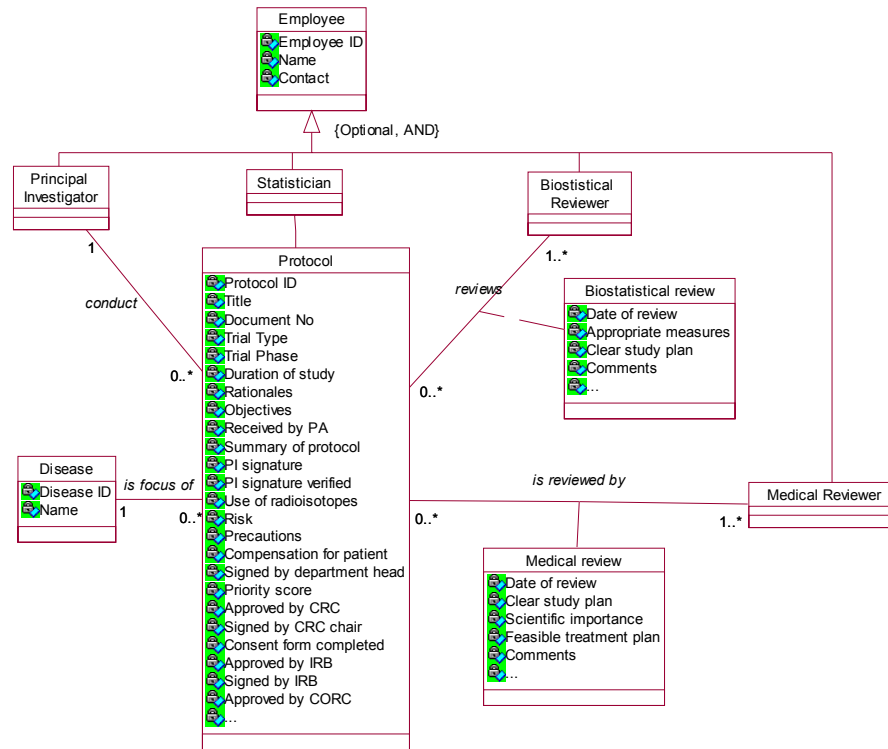 Employee
Employee ID
Name
Contact
{Optional, AND}
Principal
Investigator
Statistician
Biostistical
Reviewer
1
1..*
conduct
reviews
0..*
0..*
Protocol
Protocol ID
Title
Document No
Trial Type
Trial Phase
Duration of study
Rationales
Objectives
Received by PA
Summary of protocol
PI signature
PI signature verified
Use of radioisotopes
Risk
Precautions
Compensation for patient
Signed by department head
Priority score
Approved by CRC
Signed by CRC chair
Consent form completed
Approved by IRB
Signed by IRB
Approved by CORC
...
Biostatistical review
Date of review
Appropriate measures
Clear study plan
Comments
...
Disease
Disease ID
Name
is focus of
1
0..*
is reviewed by
0..*
1..*
Medical Reviewer
Medical review
Date of review
Clear study plan
Scientific importance
Feasible treatment plan
Comments
...